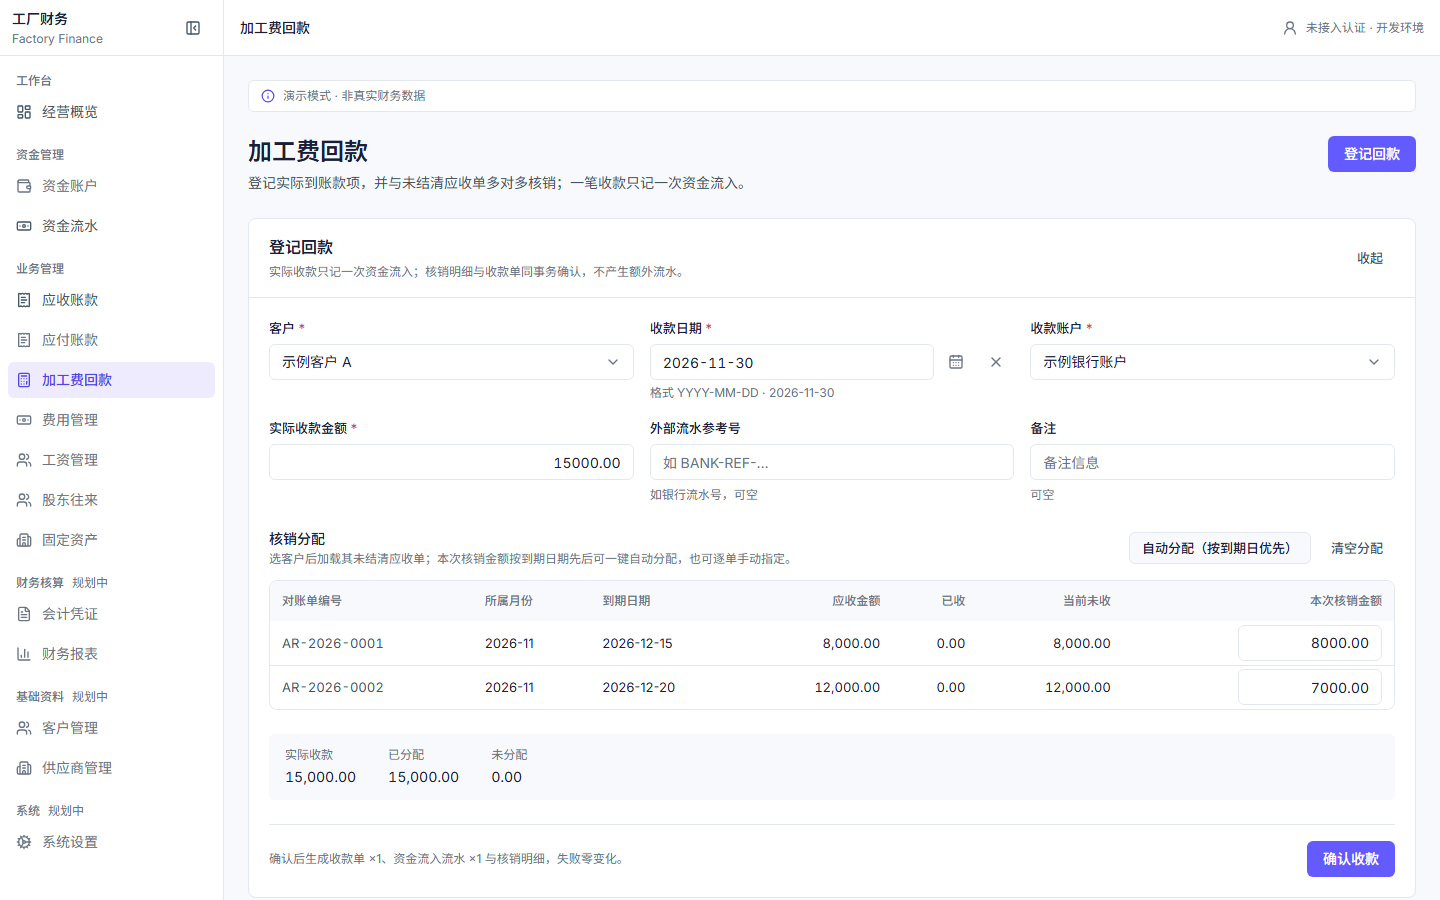 工厂财务
Factory Finance
加工费回款
未接入认证 · 开发环境
工作台
经营概览
资金管理
资金账户
资金流水
业务管理
应收账款
应付账款
加工费回款
费用管理
工资管理
股东往来
固定资产
财务核算 规划中
会计凭证
财务报表
基础资料 规划中
客户管理
供应商管理
系统 规划中
系统设置
演示模式 · 非真实财务数据
加工费回款
登记实际到账款项，并与未结清应收单多对多核销；一笔收款只记一次资金流入。
登记回款
登记回款
实际收款只记一次资金流入；核销明细与收款单同事务确认，不产生额外流水。
收起
客户 *
收款日期 *
收款账户 *
示例客户 A
2026-11-30
示例银行账户
格式 YYYY-MM-DD · 2026-11-30
实际收款金额 *
外部流水参考号
备注
15000.00
如 BANK-REF-...
备注信息
如银行流水号，可空
可空
核销分配
选客户后加载其未结清应收单；本次核销金额按到期日期先后可一键自动分配，也可逐单手动指定。
自动分配（按到期日优先）
清空分配
对账单编号 所属月份 到期日期 应收金额 已收 当前未收 本次核销金额
AR-2026-0001 2026-11 2026-12-15 8,000.00 0.00 8,000.00 8000.00
AR-2026-0002 2026-11 2026-12-20 12,000.00 0.00 12,000.00 7000.00
实际收款 已分配 未分配
15,000.00 15,000.00 0.00
确认后生成收款单 ×1、资金流入流水 ×1 与核销明细，失败零变化。
确认收款